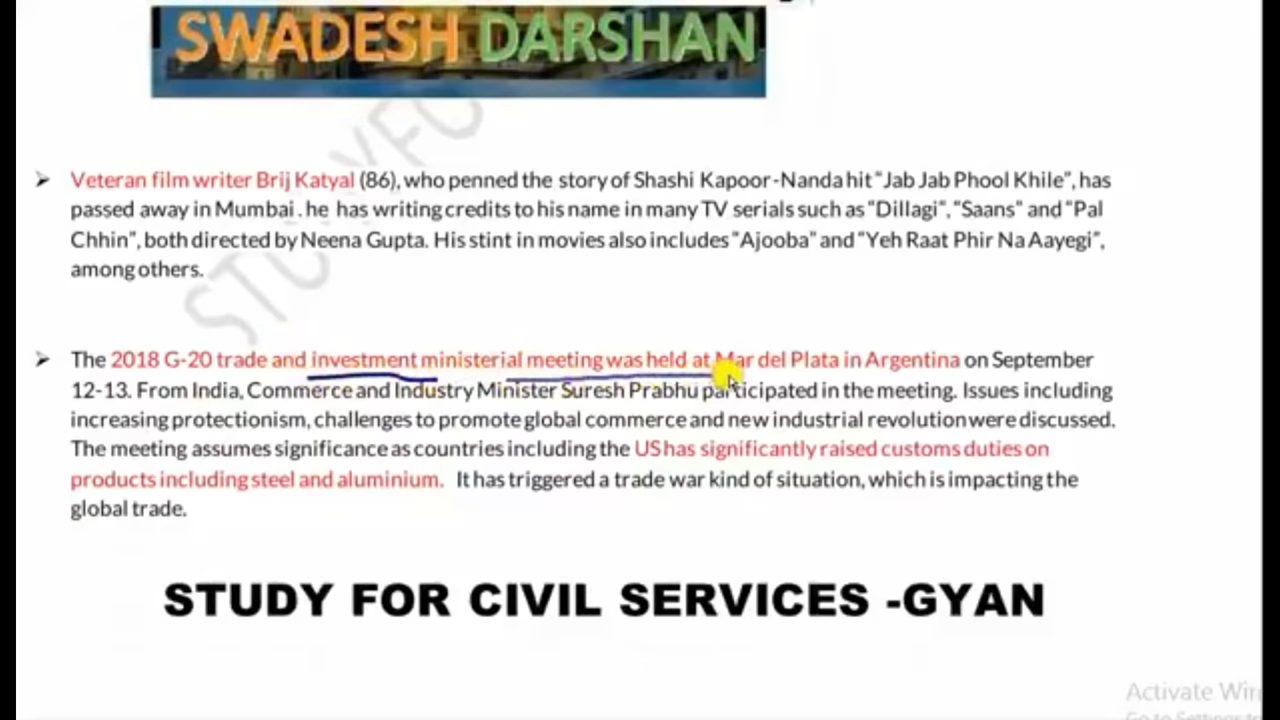 SWADESH DARSHAN
➢ Veteran film writer Brij Katyal (86), who penned the story of Shashi Kapoor-Nanda hit "Jab Jab Phool Khile", has
passed away in Mumbai. he has writing credits to his name in many TV serials such as "Dillagi", "Saans" and "Pal
Chhin", both directed by Neena Gupta. His stint in movies also includes "Ajooba" and "Yeh Raat Phir Na Aayegi",
among others.
➢ The 2018 G-20 trade and investment ministerial meeting was held at Mar del Plata in Argentina on September
12-13. From India, Commerce and Industry Minister Suresh Prabhu participated in the meeting. Issues including
increasing protectionism, challenges to promote global commerce and new industrial revolution were discussed.
The meeting assumes significance as countries including the US has significantly raised customs duties on
products including steel and aluminium. It has triggered a trade war kind of situation, which is impacting the
global trade.
STUDY FOR CIVIL SERVICES -GYAN
Activate Win